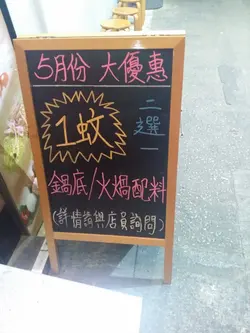 5月份 大優惠
1蚊 二選一
鍋底/火鍋配料
(詳情請與店員詢問)